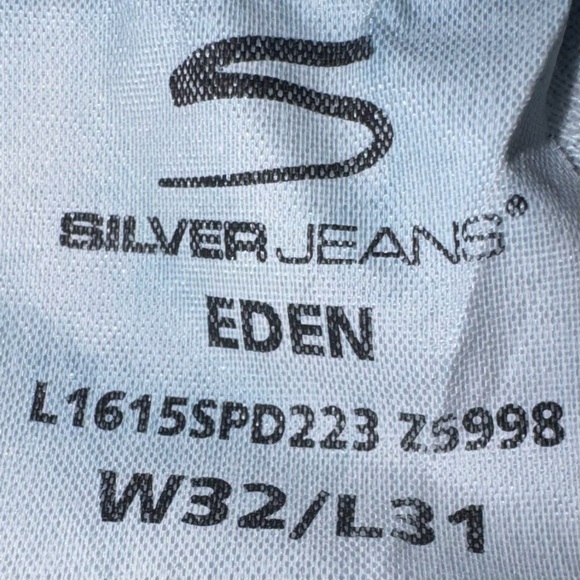 SILVER JEANS®
EDEN
L1615SPD223 Z5998
W32/L31